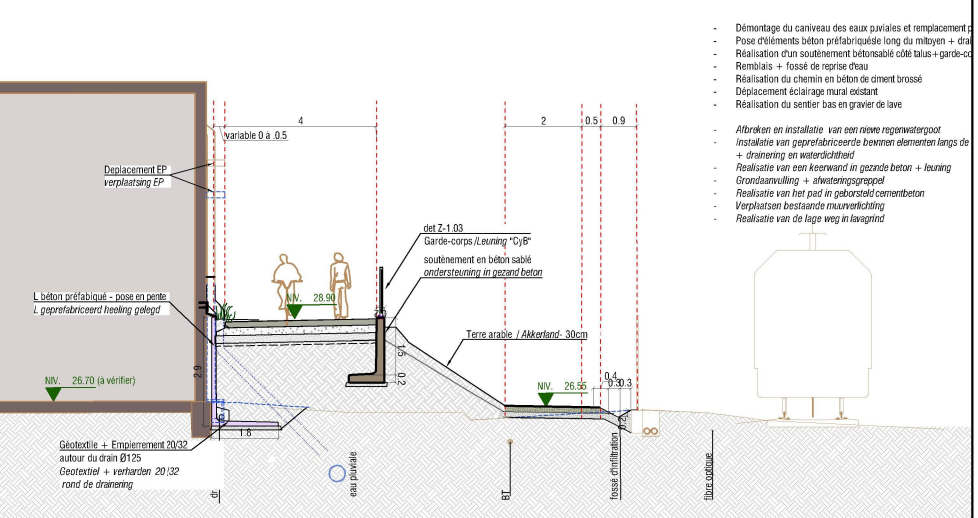 - Démontage du caniveau des eaux p.viales et remplacement p
- Pose d'éléments béton préfabriquésle long du mitoyen + drai
- Réalisation d'un soutènement bétonsablé côté talus+garde-co
- Remblais + fossé de reprise d'eau
- Réalisation du chemin en béton de ciment brossé
- Déplacement éclairage mural existant
- Réalisation du sentier bas en gravier de lave
- Afbreken en installatie van een niewe regenwatergoot
- Installatie van geprefabriceerde betonnen elementen langs de
+ drainering en waterdichtheid
- Realisatie van een keerwand in gezande beton + leuning
- Grondaanvulling + afwateringsgreppel
- Realisatie van het pad in geborsteld cementbeton
- Verplaatsen bestaande muurverlichting
- Realisatie van de lage weg in lavagrind
4
2
0.5
0.9
variable 0 à .0.5
Deplacement EP
verplaatsing EP
det Z-1.03
Garde-corps /Leuning "CyB"
soutènement en béton sablé
ondersteuning in gezand beton
L béton préfabiqué - pose en pente
L geprefabriceerd heeling gelegd
NIV. 28.90
Terre arable / Akkerland- 30cm
1.5
0.2
2.9
NIV. 26.70 (à vérifier)
NIV. 26.55
0.4
0.3
0.3
0.2
1.8
Géotextile + Empierrement 20/32
autour du drain Ø125
Geotextiel + verharden 20/32
rond de drainering
dr.
eau pluviale
BT
fossé d'infiltration
fibre optique